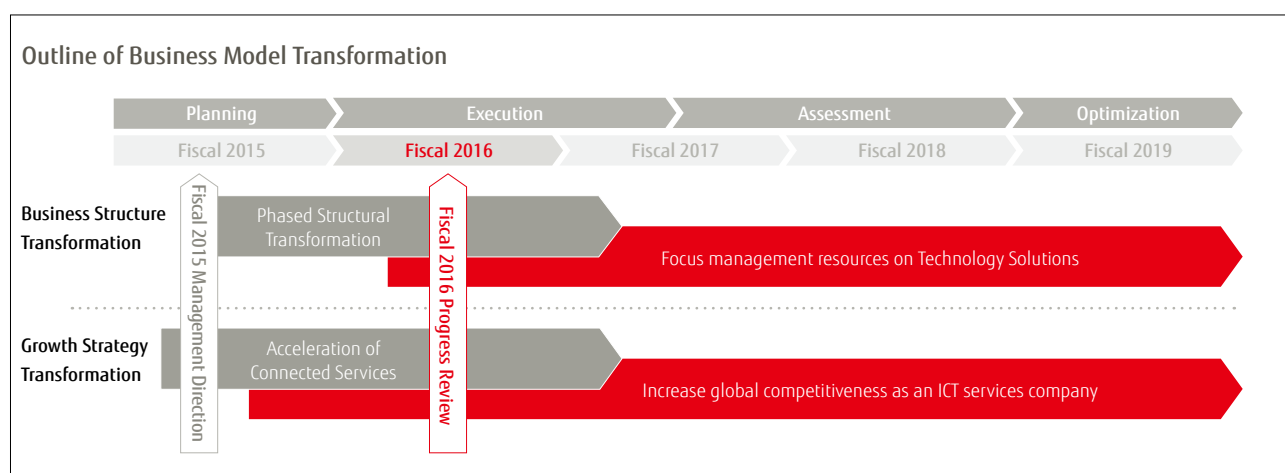 Outline of Business Model Transformation
Planning
Execution
Assessment
Optimization
Fiscal 2015
Fiscal 2016
Fiscal 2017
Fiscal 2018
Fiscal 2019
Fiscal 2015 Management Direction
Fiscal 2016 Progress Review
Business Structure
Transformation
Phased Structural
Transformation
Focus management resources on Technology Solutions
Growth Strategy
Transformation
Acceleration of
Connected Services
Increase global competitiveness as an ICT services company